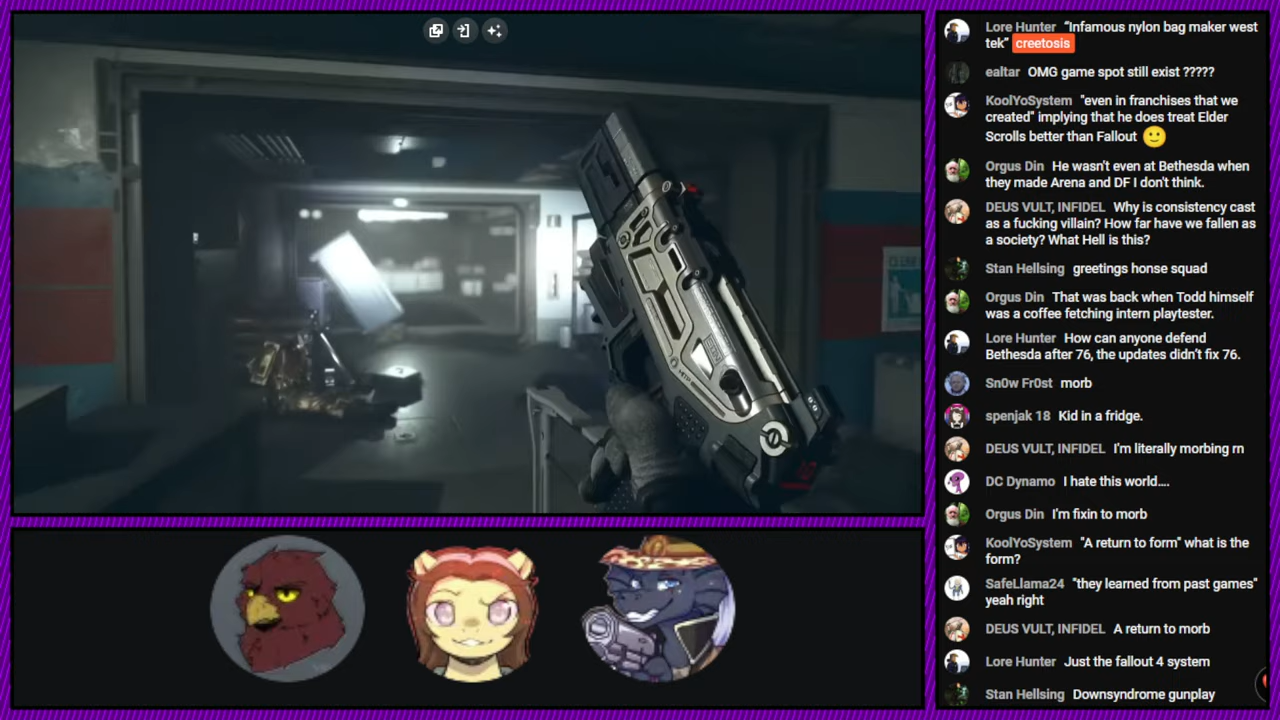 Lore Hunter “Infamous nylon bag maker west
tek” creetosis
ealtar OMG game spot still exist ?????
KoolYoSystem "even in franchises that we
created" implying that he does treat Elder
Scrolls better than Fallout 🙂
Orgus Din He wasn't even at Bethesda when
they made Arena and DF I don't think.
DEUS VULT, INFIDEL Why is consistency cast
as a fucking villain? How far have we fallen as
a society? What Hell is this?
Stan Hellsing greetings honse squad
Orgus Din That was back when Todd himself
was a coffee fetching intern playtester.
Lore Hunter How can anyone defend
Bethesda after 76, the updates didn’t fix 76.
Sn0w Fr0st morb
spenjak 18 Kid in a fridge.
DEUS VULT, INFIDEL I'm literally morbing rn
DC Dynamo I hate this world....
Orgus Din I'm fixin to morb
KoolYoSystem "A return to form" what is the
form?
SafeLlama24 "they learned from past games"
yeah right
DEUS VULT, INFIDEL A return to morb
Lore Hunter Just the fallout 4 system
Stan Hellsing Downsyndrome gunplay